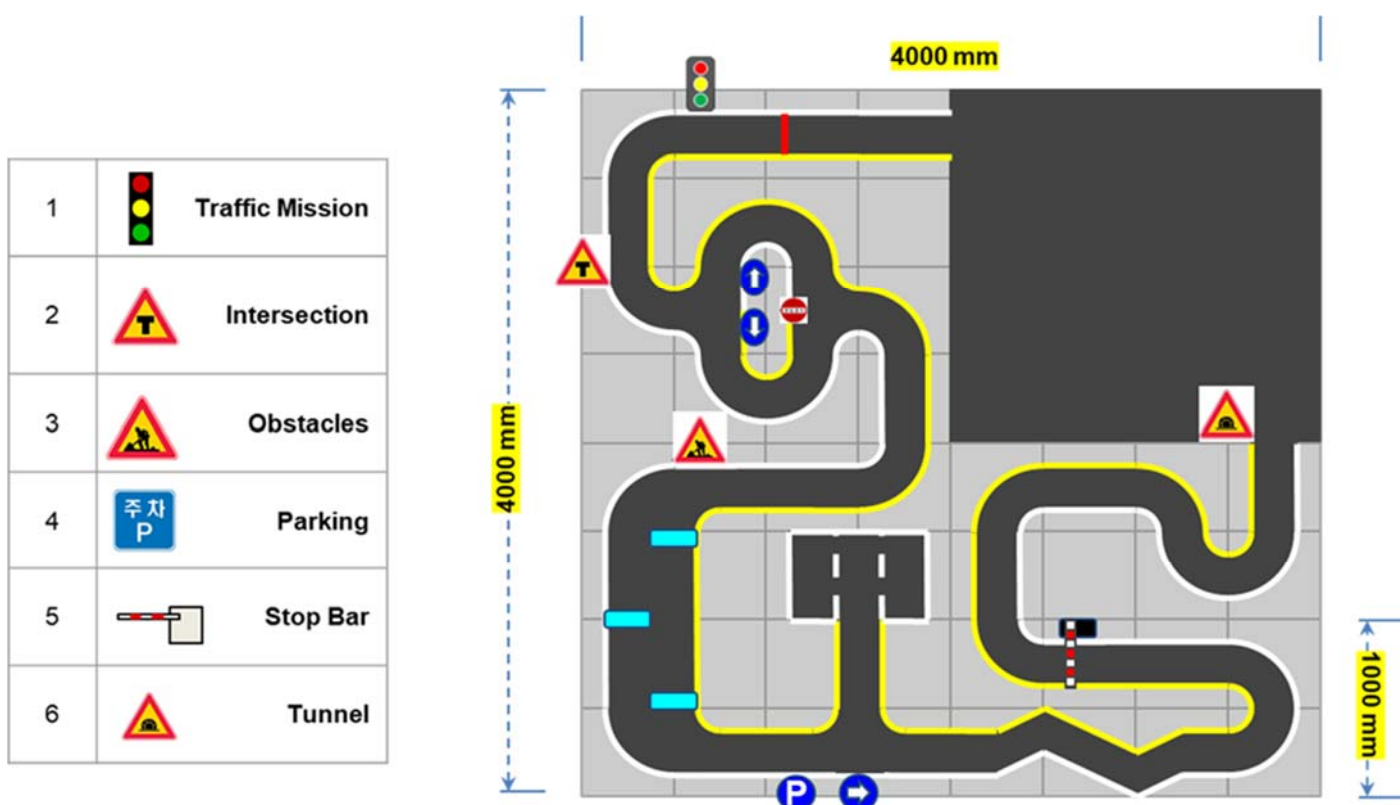 1
Traffic Mission
2
Intersection
3
Obstacles
4
주차
P
Parking
5
Stop Bar
6
Tunnel
4000 mm
4000 mm
1000 mm
P